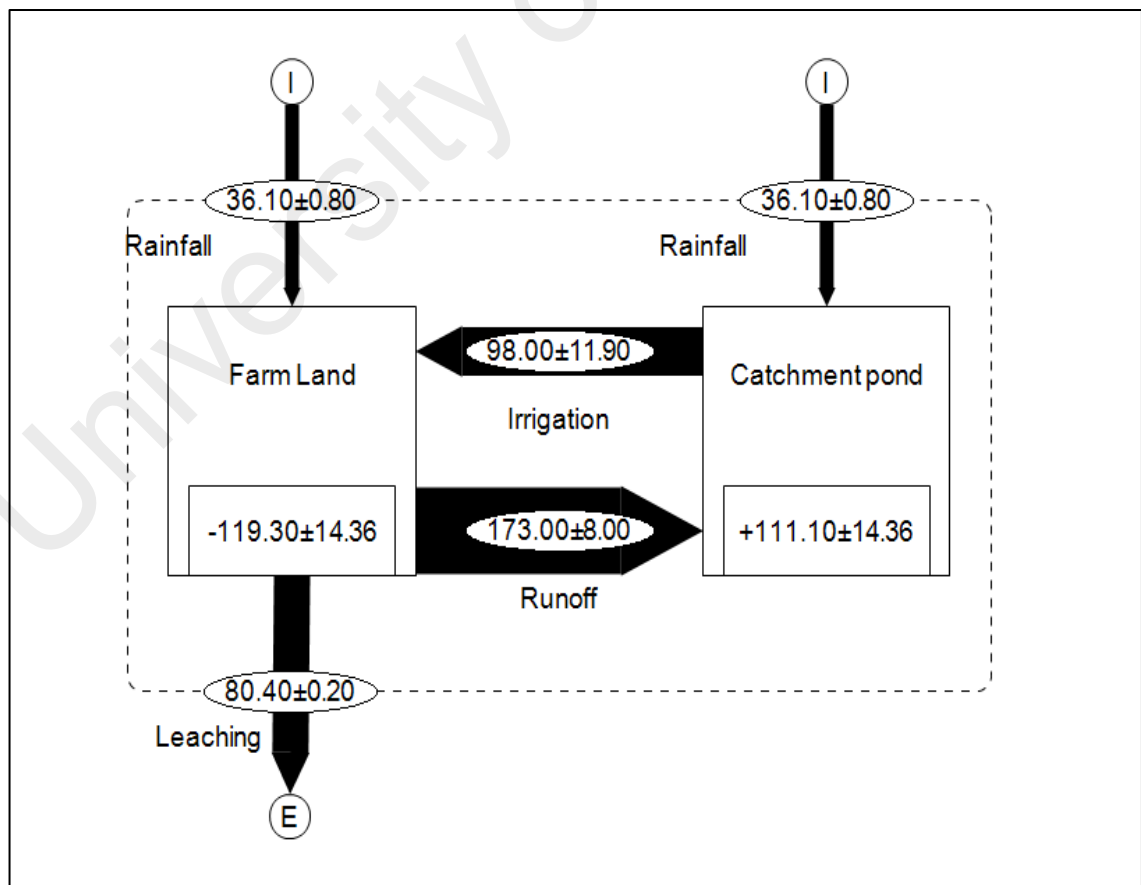 University o
I
I
36.10±0.80
36.10±0.80
Rainfall
Rainfall
98.00±11.90
Farm Land
Catchment pond
Irrigation
-119.30±14.36
173.00±8.00
+111.10±14.36
Runoff
80.40±0.20
Leaching
E